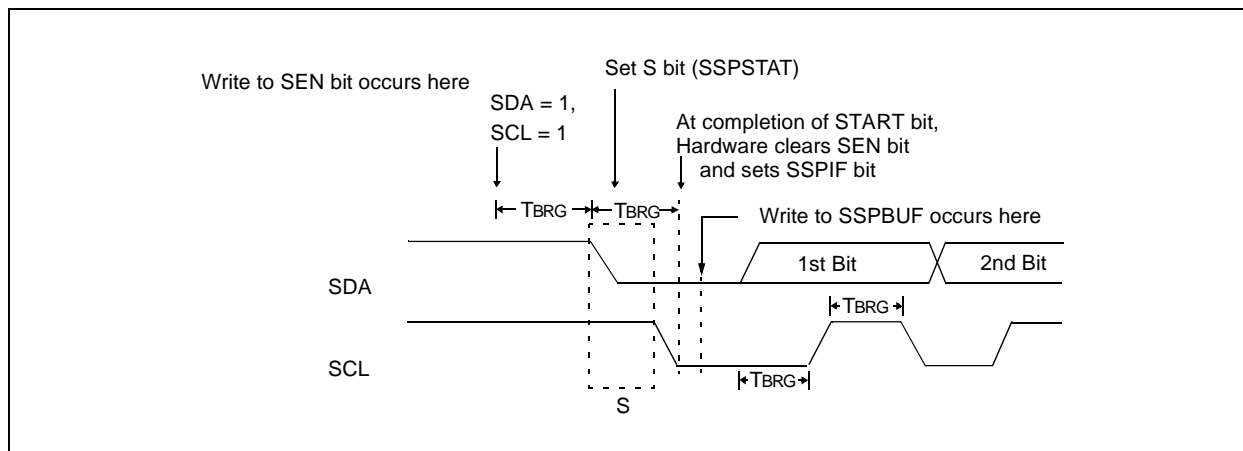 Set S bit (SSPSTAT)
Write to SEN bit occurs here
SDA = 1,
SCL = 1
At completion of START bit,
Hardware clears SEN bit
and sets SSPIF bit
TBRG
TBRG
Write to SSPBUF occurs here
SDA
1st Bit
2nd Bit
TBRG
SCL
TBRG
S